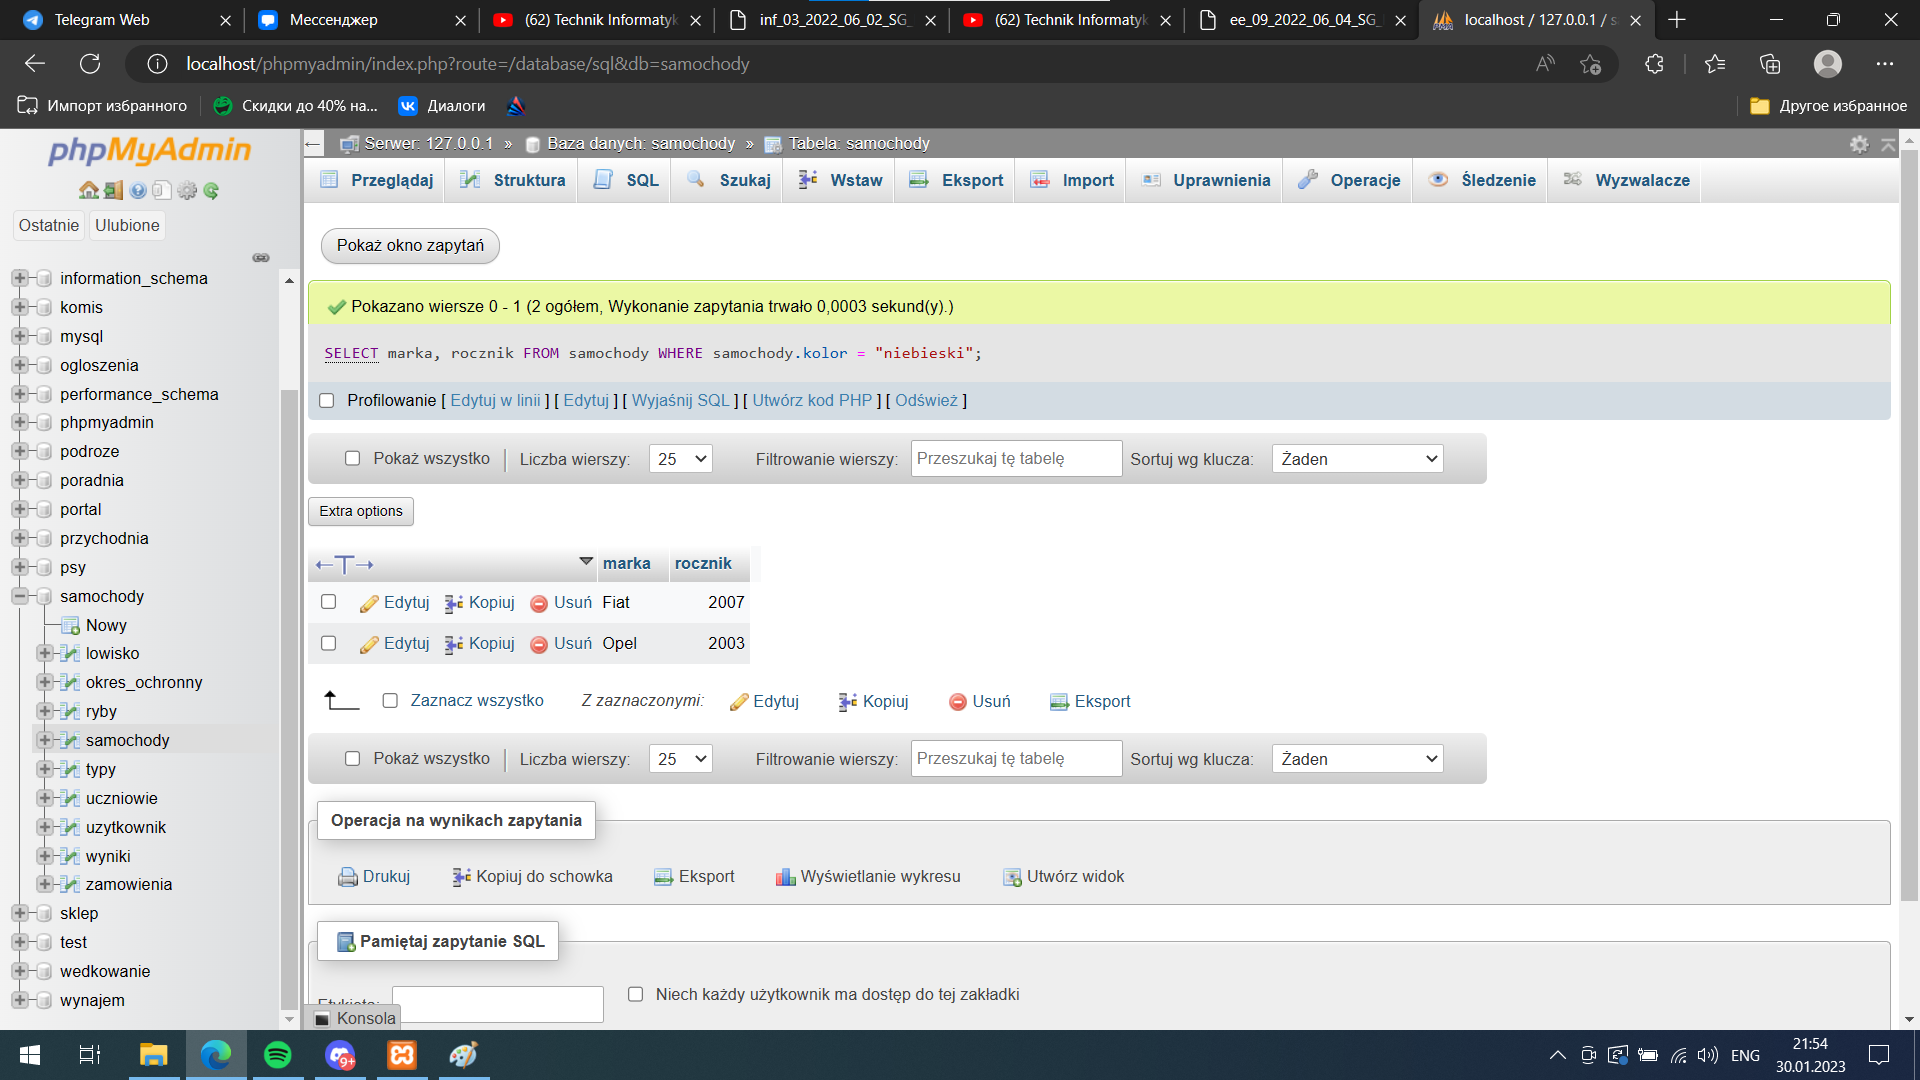 Telegram Web
Мессенджер
(62) Technik Informatyk
inf_03_2022_06_02_SG_
(62) Technik Informatyk
ee_09_2022_06_04_SG_
localhost / 127.0.0.1 / s
localhost/phpmyadmin/index.php?route=/database/sql&db=samochody
Импорт избранного
Скидки до 40% на...
Диалоги
Другое избранное
phpMyAdmin
Ostatnie
Ulubione
information_schema
komis
mysql
ogloszenia
performance_schema
phpmyadmin
podroze
poradnia
portal
przychodnia
psy
samochody
Nowy
lowisko
okres_ochronny
ryby
samochody
typy
uczniowie
uzytkownik
wyniki
zamowienia
sklep
test
wedkowanie
wynajem
Serwer: 127.0.0.1 » Baza danych: samochody » Tabela: samochody
Przeglądaj
Struktura
SQL
Szukaj
Wstaw
Eksport
Import
Uprawnienia
Operacje
Śledzenie
Wyzwalacze
Pokaż okno zapytań
Pokazano wiersze 0 - 1 (2 ogółem, Wykonanie zapytania trwało 0,0003 sekund(y).)
SELECT marka, rocznik FROM samochody WHERE samochody.kolor = "niebieski";
Profilowanie [ Edytuj w linii ] [ Edytuj ] [ Wyjaśnij SQL ] [ Utwórz kod PHP ] [ Odśwież ]
Pokaż wszystko
Liczba wierszy: 25
Filtrowanie wierszy: Przeszukaj tę tabelę
Sortuj wg klucza: Żaden
Extra options
marka rocznik
Edytuj Kopiuj Usuń Fiat 2007
Edytuj Kopiuj Usuń Opel 2003
Zaznacz wszystko Z zaznaczonymi: Edytuj Kopiuj Usuń Eksport
Pokaż wszystko
Liczba wierszy: 25
Filtrowanie wierszy: Przeszukaj tę tabelę
Sortuj wg klucza: Żaden
Operacja na wynikach zapytania
Drukuj
Kopiuj do schowka
Eksport
Wyświetlanie wykresu
Utwórz widok
Pamiętaj zapytanie SQL
Etykieta:
Niech każdy użytkownik ma dostęp do tej zakładki
Konsola
9+
ENG
21:54
30.01.2023